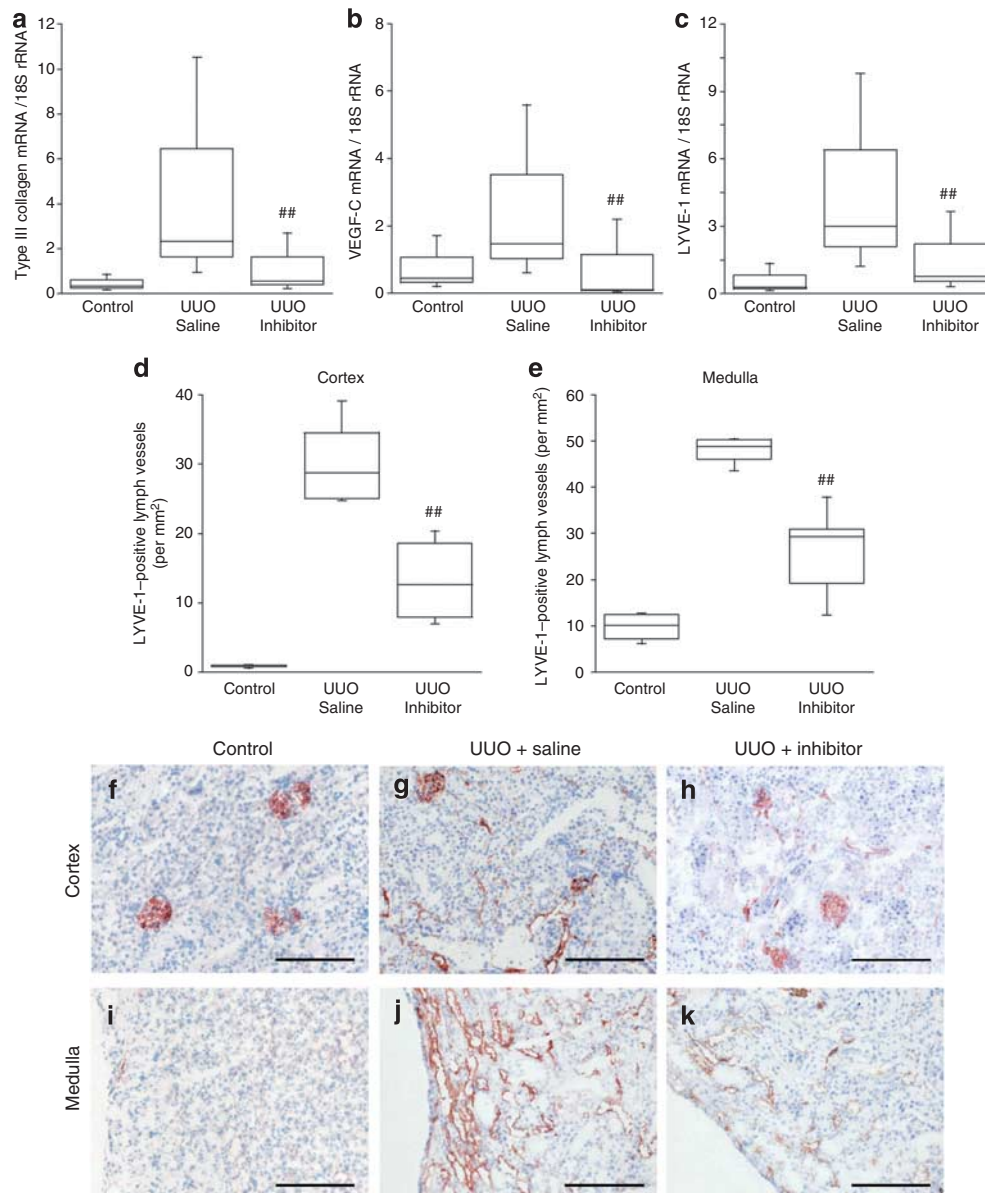 a
Type III collagen mRNA /18S rRNA
12
10
8
6
4
2
0
Control
UUO
Saline
##
UUO
Inhibitor
b
VEGF-C mRNA / 18S rRNA
8
6
4
2
0
Control
UUO
Saline
##
UUO
Inhibitor
c
LYVE-1 mRNA / 18S rRNA
12
9
6
3
0
Control
UUO
Saline
##
UUO
Inhibitor
d
Cortex
LYVE-1–positive lymph vessels
(per mm²)
40
30
20
10
0
Control
UUO
Saline
##
UUO
Inhibitor
e
Medulla
LYVE-1–positive lymph vessels (per mm²)
60
50
40
30
20
10
0
Control
UUO
Saline
##
UUO
Inhibitor
Control
UUO + saline
UUO + inhibitor
Cortex
f
g
h
Medulla
i
j
k